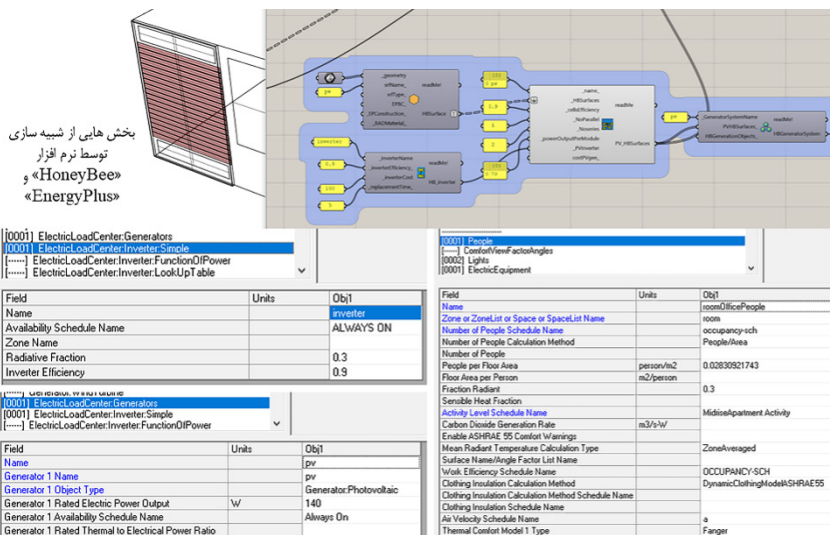 بخش هایی از شبیه سازی
توسط نرم افزار
«HoneyBee» و
«EnergyPlus»
_geometry
srfName_
srfType_
_EPBC_
_EPConstruction_
_RADMaterial_
readMe!
HBSurface
pv
inverter
0.9
100
5
_inverterName
_inverterEfficiency_
_inverterCost
_replacementTime_
readMe!
HB_inverter
pv
0.9
1
2
_name_
_HBSurfaces
_cellsEfficiency
_NoParallel
_Noseries
_powerOutputPerModule
_PVInverter
costPVgen_
readMe
PV_HBSurfaces
pv
_GeneratorSystemName
PVHBSurfaces_
HBGenerationObjects_
readMe!
HBGeneratorSystem
[0001] ElectricLoadCenter:Generators
[0001] ElectricLoadCenter:Inverter:Simple
[------] ElectricLoadCenter:Inverter:FunctionOfPower
[------] ElectricLoadCenter:Inverter:LookUpTable
Field Units Obj1
Name inverter
Availability Schedule Name ALWAYS ON
Zone Name
Radiative Fraction 0.3
Inverter Efficiency 0.9
[------] Generator:WindTurbine
[0001] ElectricLoadCenter:Generators
[0001] ElectricLoadCenter:Inverter:Simple
[------] ElectricLoadCenter:Inverter:FunctionOfPower
Field Units Obj1
Name pv
Generator 1 Name pv
Generator 1 Object Type Generator:Photovoltaic
Generator 1 Rated Electric Power Output W 140
Generator 1 Availability Schedule Name Always On
Generator 1 Rated Thermal to Electrical Power Ratio
[0001] People
[------] ComfortViewFactorAngles
[0002] Lights
[0001] ElectricEquipment
Field Units Obj1
Name roomOfficePeople
Zone or ZoneList or Space or SpaceList Name room
Number of People Schedule Name occupancy-sch
Number of People Calculation Method People/Area
Number of People
People per Floor Area person/m2 0.02830921743
Floor Area per Person m2/person
Fraction Radiant 0.3
Sensible Heat Fraction
Activity Level Schedule Name MidriseApartment Activity
Carbon Dioxide Generation Rate m3/s-W
Enable ASHRAE 55 Comfort Warnings
Mean Radiant Temperature Calculation Type ZoneAveraged
Surface Name/Angle Factor List Name
Work Efficiency Schedule Name OCCUPANCY-SCH
Clothing Insulation Calculation Method DynamicClothingModelASHRAE55
Clothing Insulation Calculation Method Schedule Name
Clothing Insulation Schedule Name
Air Velocity Schedule Name a
Thermal Comfort Model 1 Type Fanger